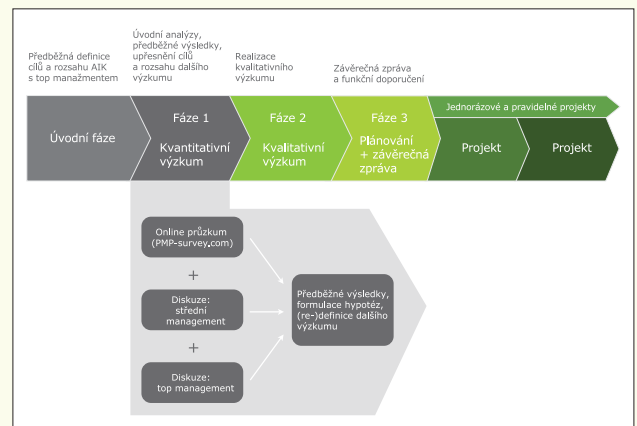 Předběžná definice
cílů a rozsahu AIK
s top manažmentem
Úvodní analýzy,
předběžné výsledky,
upřesnění cílů
a rozsahu dalšího
výzkumu
Realizace
kvalitativního
výzkumu
Závěrečná zpráva
a funkční doporučení
Úvodní fáze
Fáze 1
Kvantitativní
výzkum
Fáze 2
Kvalitativní
výzkum
Fáze 3
Plánování
+ závěrečná
zpráva
Jednorázové a pravidelné projekty
Projekt
Projekt
Online průzkum
(PMP-survey.com)
+
Diskuze:
střední
management
+
Diskuze:
top management
Předběžné výsledky,
formulace hypotéz,
(re-)definice dalšího
výzkumu